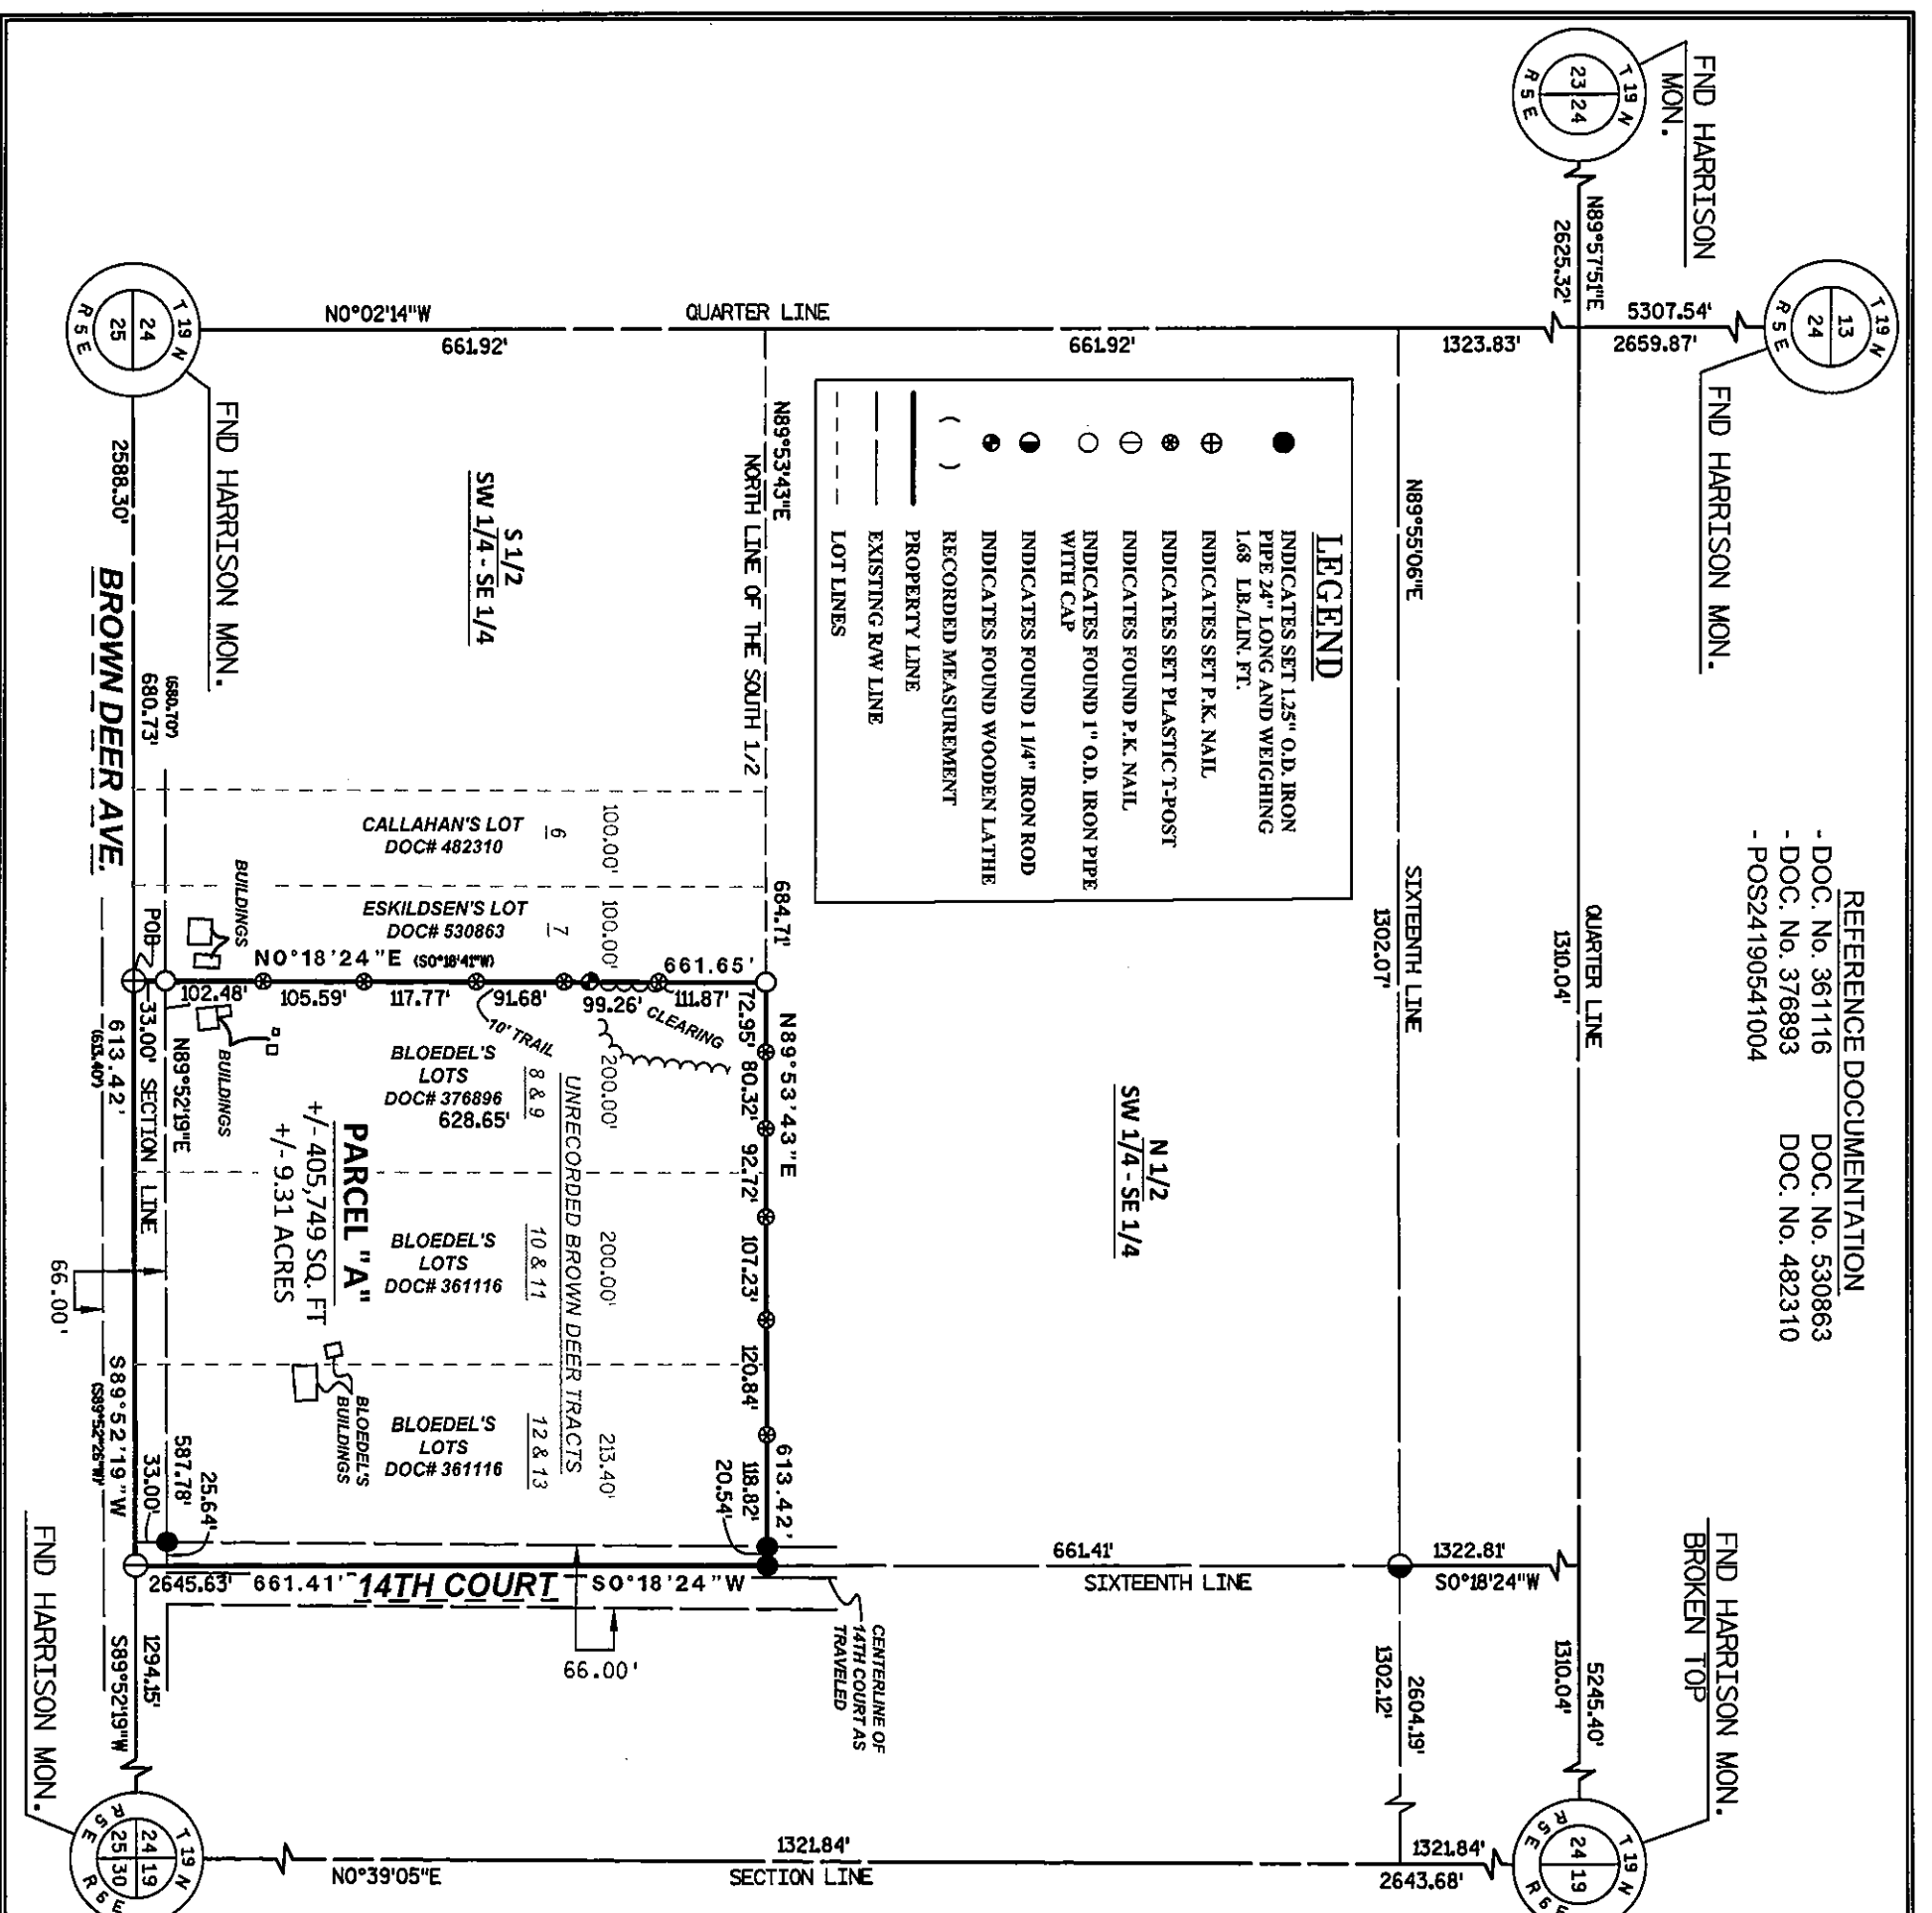 REFERENCE DOCUMENTATION
- DOC. No. 361116 DOC. No. 530863
- DOC. No. 376893 DOC. No. 482310
- POS24190541004
FND HARRISON
MON.
T 19 N
23 24
R 5 E
N89°57'51"E
2625.32'
T 19 N
13
24
R 5 E
FND HARRISON MON.
5307.54'
2659.87'
QUARTER LINE
1310.04'
5245.40'
1310.04'
FND HARRISON MON.
BROKEN TOP
T 19 N
24 19
R 5 E R 6 E
1323.83'
N89°55'06"E
SIXTEENTH LINE
1302.07'
1322.81'
S0°18'24"W
2604.19'
1302.12'
1321.84'
2643.68'
LEGEND
INDICATES SET 1.25" O.D. IRON
PIPE 24" LONG AND WEIGHING
1.68 LB./LIN. FT.
INDICATES SET P.K. NAIL
INDICATES SET PLASTIC T-POST
INDICATES FOUND P.K. NAIL
INDICATES FOUND 1" O.D. IRON PIPE
WITH CAP
INDICATES FOUND 1 1/4" IRON ROD
INDICATES FOUND WOODEN LATHE
( ) RECORDED MEASUREMENT
PROPERTY LINE
EXISTING R/W LINE
LOT LINES
N 1/2
SW 1/4 - SE 1/4
661.92'
QUARTER LINE
661.92'
N0°02'14"W
661.41'
SIXTEENTH LINE
1321.84'
SECTION LINE
N0°39'05"E
N89°53'43"E
NORTH LINE OF THE SOUTH 1/2
684.71'
N89°53'43"E
613.42'
72.95'
80.32'
92.72'
107.23'
120.84'
118.82'
20.54'
CENTERLINE OF
14TH COURT AS
TRAVELED
S 1/2
SW 1/4 - SE 1/4
100.00'
6
CALLAHAN'S LOT
DOC# 482310
100.00'
7
ESKILDSEN'S LOT
DOC# 530863
N0°18'24"E (S0°18'41"W)
661.65'
102.48'
105.59'
117.77'
91.68'
99.26'
111.87'
CLEARING
10' TRAIL
200.00'
200.00'
213.40'
UNRECORDED BROWN DEER TRACTS
8 & 9
BLOEDEL'S
LOTS
DOC# 376896
628.65'
10 & 11
BLOEDEL'S
LOTS
DOC# 361116
12 & 13
BLOEDEL'S
LOTS
DOC# 361116
PARCEL "A"
+/- 405,749 SQ. FT
+/- 9.31 ACRES
BLOEDEL'S
BUILDINGS
BUILDINGS
BUILDINGS
2645.63'
661.41'
14TH COURT
S0°18'24"W
66.00'
T 19 N
24
25
R 5 E
FND HARRISON MON.
2588.30'
(680.70')
680.73'
BROWN DEER AVE.
POB
33.00'
SECTION LINE
N89°52'19"E
587.78'
25.64'
33.00'
613.42'
(613.40')
66.00'
S89°52'19"W
(S89°52'26"W)
1294.15'
S89°52'19"W
T 19 N
24 19
25 30
R 5 E R 6 E
FND HARRISON MON.